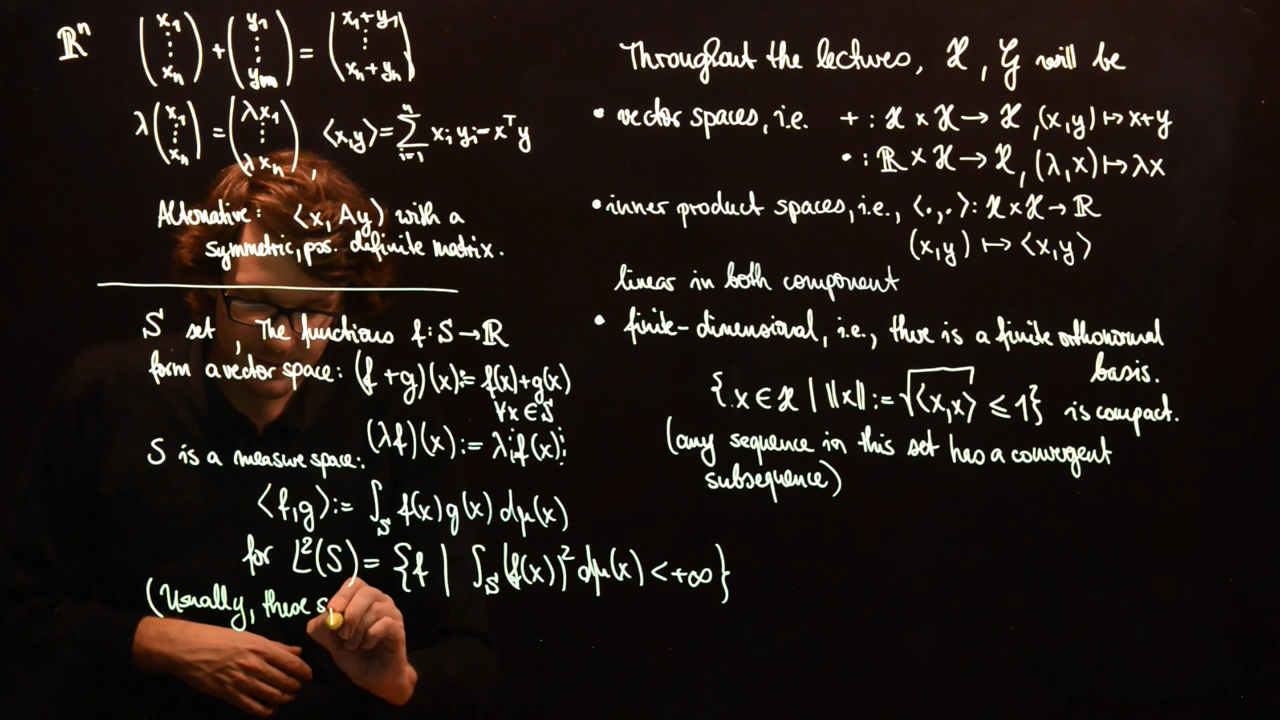 ℝⁿ (x₁ ⋮ xₙ) + (y₁ ⋮ yₘ) = (x₁+y₁ ⋮ xₙ+yₙ)
λ(x₁ ⋮ xₙ) = (λx₁ ⋮ λxₙ), ⟨x,y⟩ = ∑ᵢ₌₁ⁿ xᵢ yᵢ = xᵀy
Alternative: ⟨x, Ay⟩ with a
symmetric, pos. definite matrix.
S set, The functions f: S → ℝ
form a vector space: (f+g)(x) := f(x)+g(x)
∀x ∈ S
(λf)(x) := λ·f(x)
S is a measure space:
⟨f,g⟩ := ∫_S f(x) g(x) dμ(x)
for L²(S) = {f | ∫_S (f(x))² dμ(x) < +∞}
(Usually, these s
Throughout the lectures, 𝓗, 𝓖 will be
• vector spaces, i.e. + : 𝓗 × 𝓗 → 𝓗, (x,y) ↦ x+y
• : ℝ × 𝓗 → 𝓗, (λ,x) ↦ λx
• inner product spaces, i.e., ⟨·,·⟩: 𝓗×𝓗 → ℝ
(x,y) ↦ ⟨x,y⟩
linear in both component
• finite-dimensional, i.e., there is a finite orthonormal
basis.
{x ∈ 𝓗 | ‖x‖ := √⟨x,x⟩ ≤ 1} is compact.
(any sequence in this set has a convergent
subsequence)